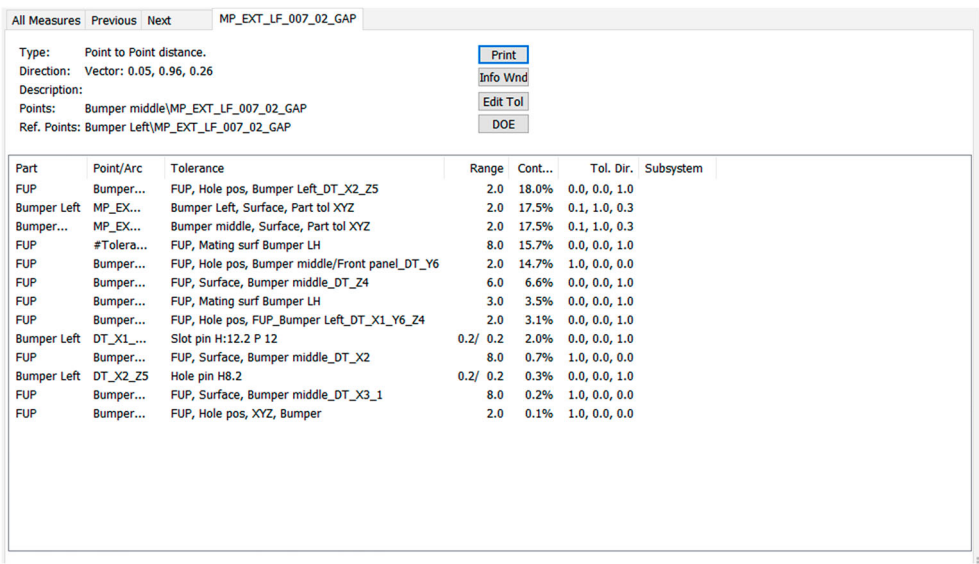 All Measures Previous Next MP_EXT_LF_007_02_GAP
Type: Point to Point distance.
Print
Direction: Vector: 0.05, 0.96, 0.26
Info Wnd
Description:
Edit Tol
Points: Bumper middle\MP_EXT_LF_007_02_GAP
Ref. Points: Bumper Left\MP_EXT_LF_007_02_GAP
DOE
Part Point/Arc Tolerance Range Cont... Tol. Dir. Subsystem
FUP Bumper... FUP, Hole pos, Bumper Left_DT_X2_Z5 2.0 18.0% 0.0, 0.0, 1.0
Bumper Left MP_EX... Bumper Left, Surface, Part tol XYZ 2.0 17.5% 0.1, 1.0, 0.3
Bumper... MP_EX... Bumper middle, Surface, Part tol XYZ 2.0 17.5% 0.1, 1.0, 0.3
FUP #Tolera... FUP, Mating surf Bumper LH 8.0 15.7% 0.0, 0.0, 1.0
FUP Bumper... FUP, Hole pos, Bumper middle/Front panel_DT_Y6 2.0 14.7% 1.0, 0.0, 0.0
FUP Bumper... FUP, Surface, Bumper middle_DT_Z4 6.0 6.6% 0.0, 0.0, 1.0
FUP Bumper... FUP, Mating surf Bumper LH 3.0 3.5% 0.0, 0.0, 1.0
FUP Bumper... FUP, Hole pos, FUP_Bumper Left_DT_X1_Y6_Z4 2.0 3.1% 0.0, 0.0, 1.0
Bumper Left DT_X1_... Slot pin H:12.2 P 12 0.2/ 0.2 2.0% 0.0, 0.0, 1.0
FUP Bumper... FUP, Surface, Bumper middle_DT_X2 8.0 0.7% 1.0, 0.0, 0.0
Bumper Left DT_X2_Z5 Hole pin H8.2 0.2/ 0.2 0.3% 0.0, 0.0, 1.0
FUP Bumper... FUP, Surface, Bumper middle_DT_X3_1 8.0 0.2% 1.0, 0.0, 0.0
FUP Bumper... FUP, Hole pos, XYZ, Bumper 2.0 0.1% 1.0, 0.0, 0.0